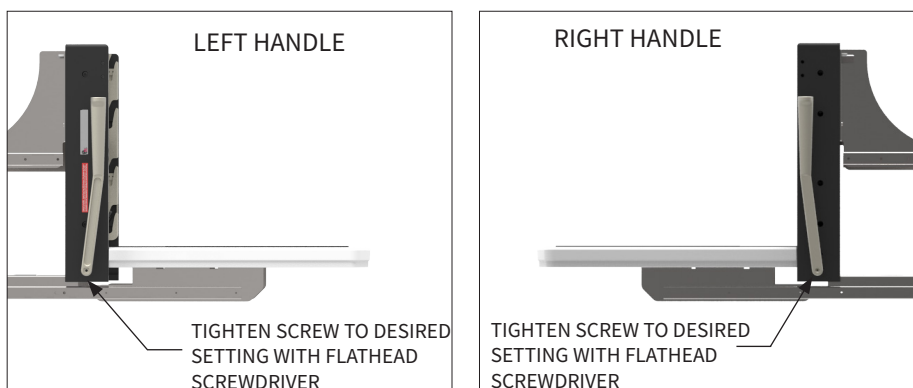 LEFT HANDLE
TIGHTEN SCREW TO DESIRED
SETTING WITH FLATHEAD
SCREWDRIVER
RIGHT HANDLE
TIGHTEN SCREW TO DESIRED
SETTING WITH FLATHEAD
SCREWDRIVER